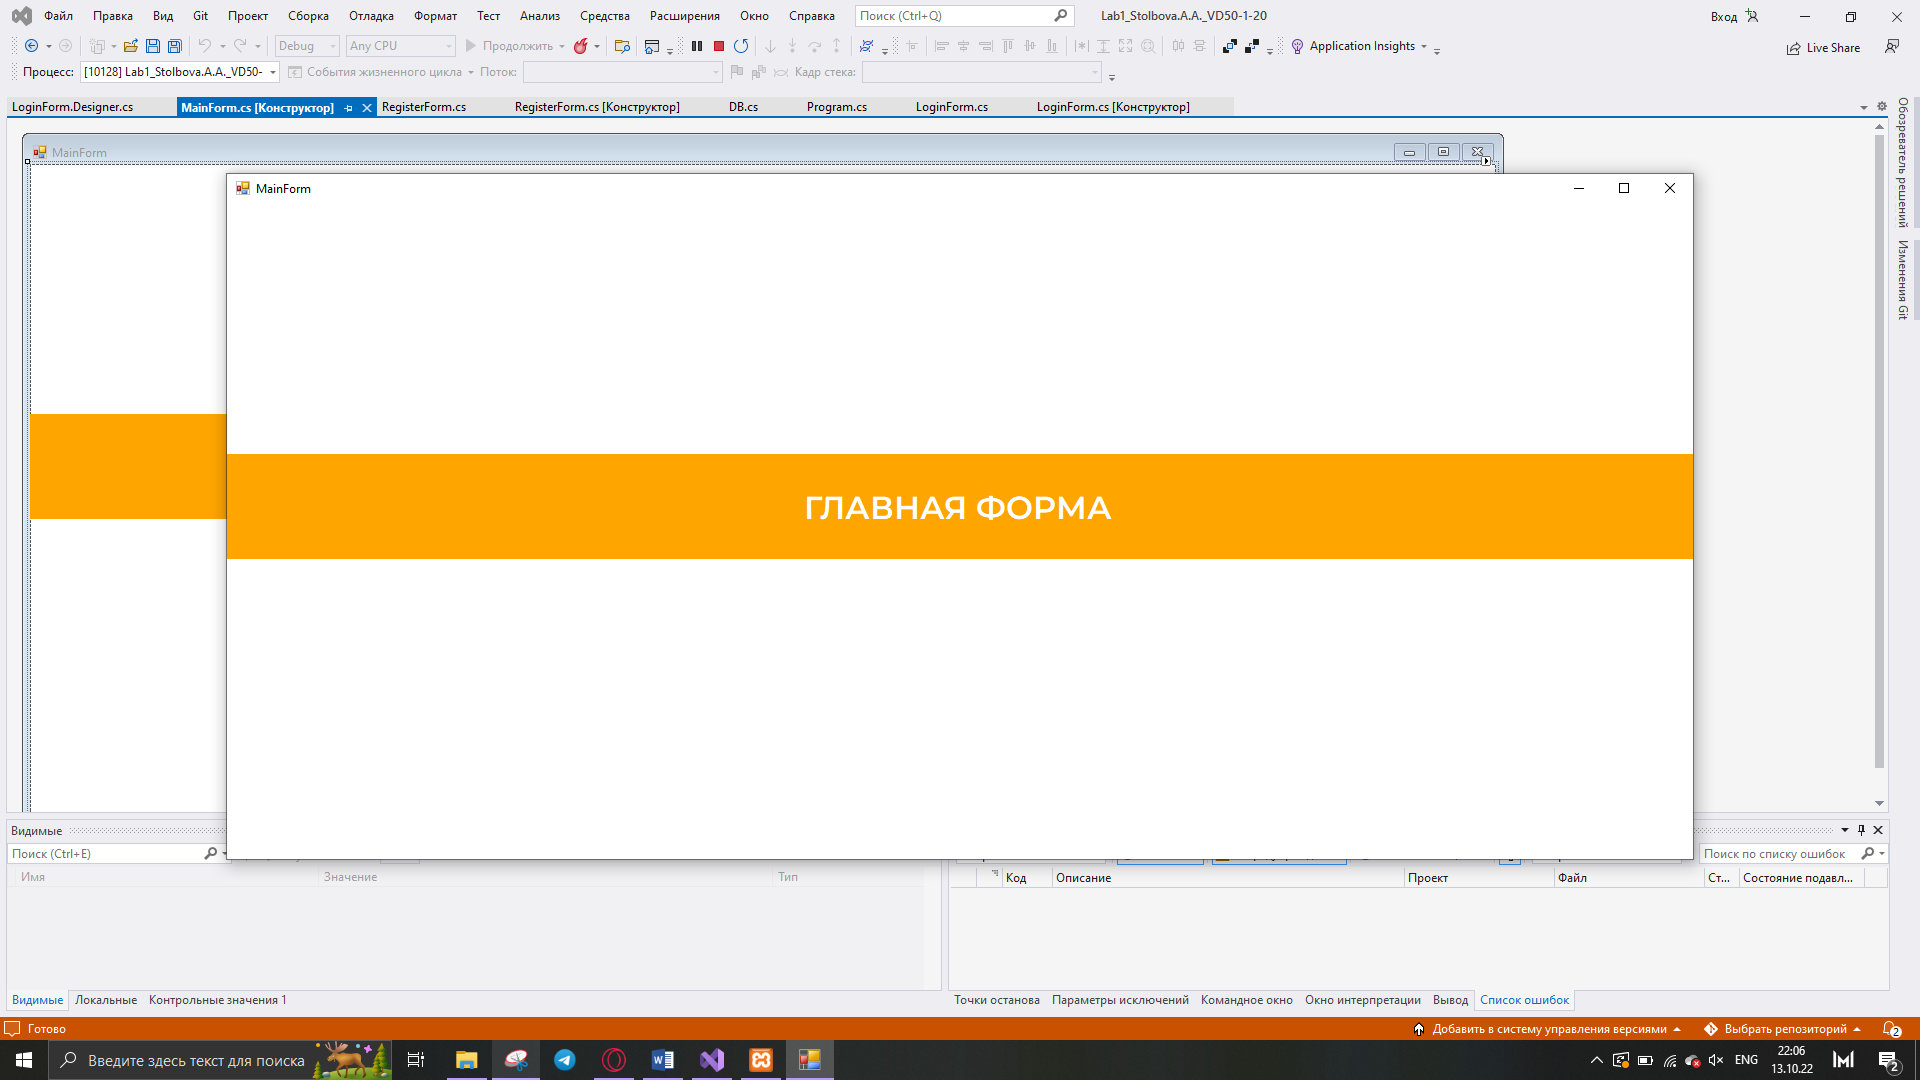 Файл Правка Вид Git Проект Сборка Отладка Формат Тест Анализ Средства Расширения Окно Справка Поиск (Ctrl+Q) Lab1_Stolbova.A.A._VD50-1-20 Вход
Debug Any CPU Продолжить Application Insights Live Share
Процесс: [10128] Lab1_Stolbova.A.A._VD50- События жизненного цикла Поток: Кадр стека:
LoginForm.Designer.cs MainForm.cs [Конструктор] RegisterForm.cs RegisterForm.cs [Конструктор] DB.cs Program.cs LoginForm.cs LoginForm.cs [Конструктор]
Обозреватель решений
Изменения Git
MainForm
MainForm
ГЛАВНАЯ ФОРМА
Видимые
Поиск (Ctrl+E) Поиск по списку ошибок
Имя Значение Тип Код Описание Проект Файл Ст... Состояние подавл...
Видимые Локальные Контрольные значения 1 Точки останова Параметры исключений Командное окно Окно интерпретации Вывод Список ошибок
Готово Добавить в систему управления версиями Выбрать репозиторий 2
Введите здесь текст для поиска ENG 22:06
13.10.22 2